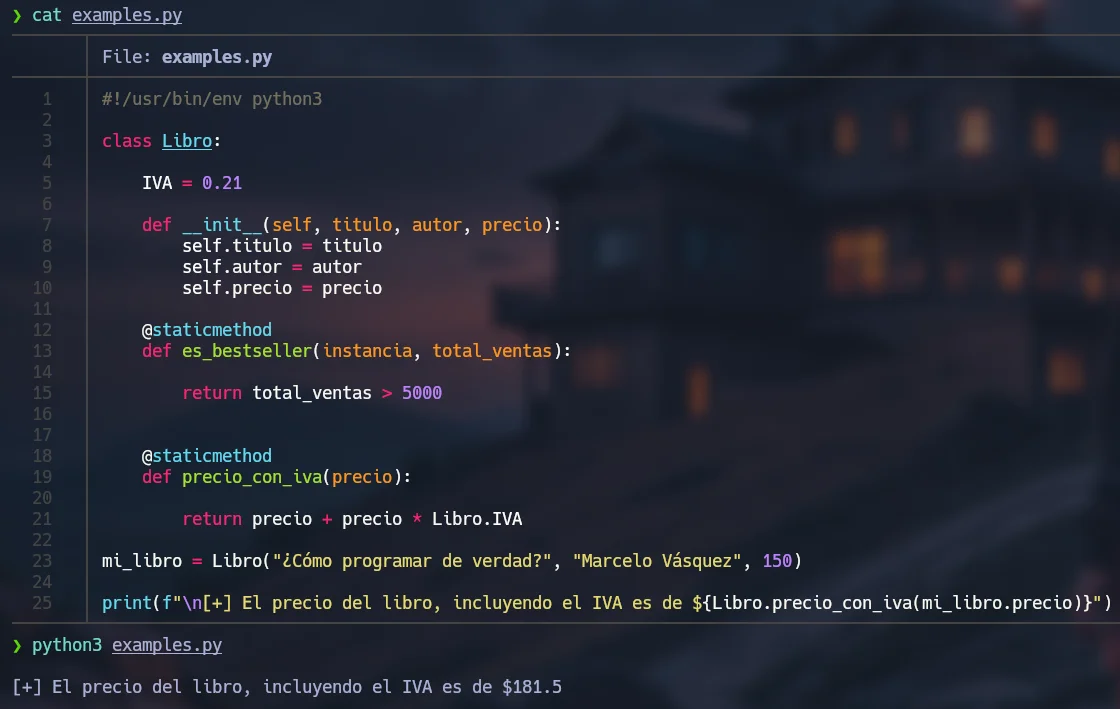 ❯ cat examples.py
File: examples.py
1 #!/usr/bin/env python3
2
3 class Libro:
4
5     IVA = 0.21
6
7     def __init__(self, titulo, autor, precio):
8         self.titulo = titulo
9         self.autor = autor
10         self.precio = precio
11
12     @staticmethod
13     def es_bestseller(instancia, total_ventas):
14
15         return total_ventas > 5000
16
17
18     @staticmethod
19     def precio_con_iva(precio):
20
21         return precio + precio * Libro.IVA
22
23 mi_libro = Libro("¿Cómo programar de verdad?", "Marcelo Vásquez", 150)
24
25 print(f"\n[+] El precio del libro, incluyendo el IVA es de ${Libro.precio_con_iva(mi_libro.precio)}")
❯ python3 examples.py
[+] El precio del libro, incluyendo el IVA es de $181.5